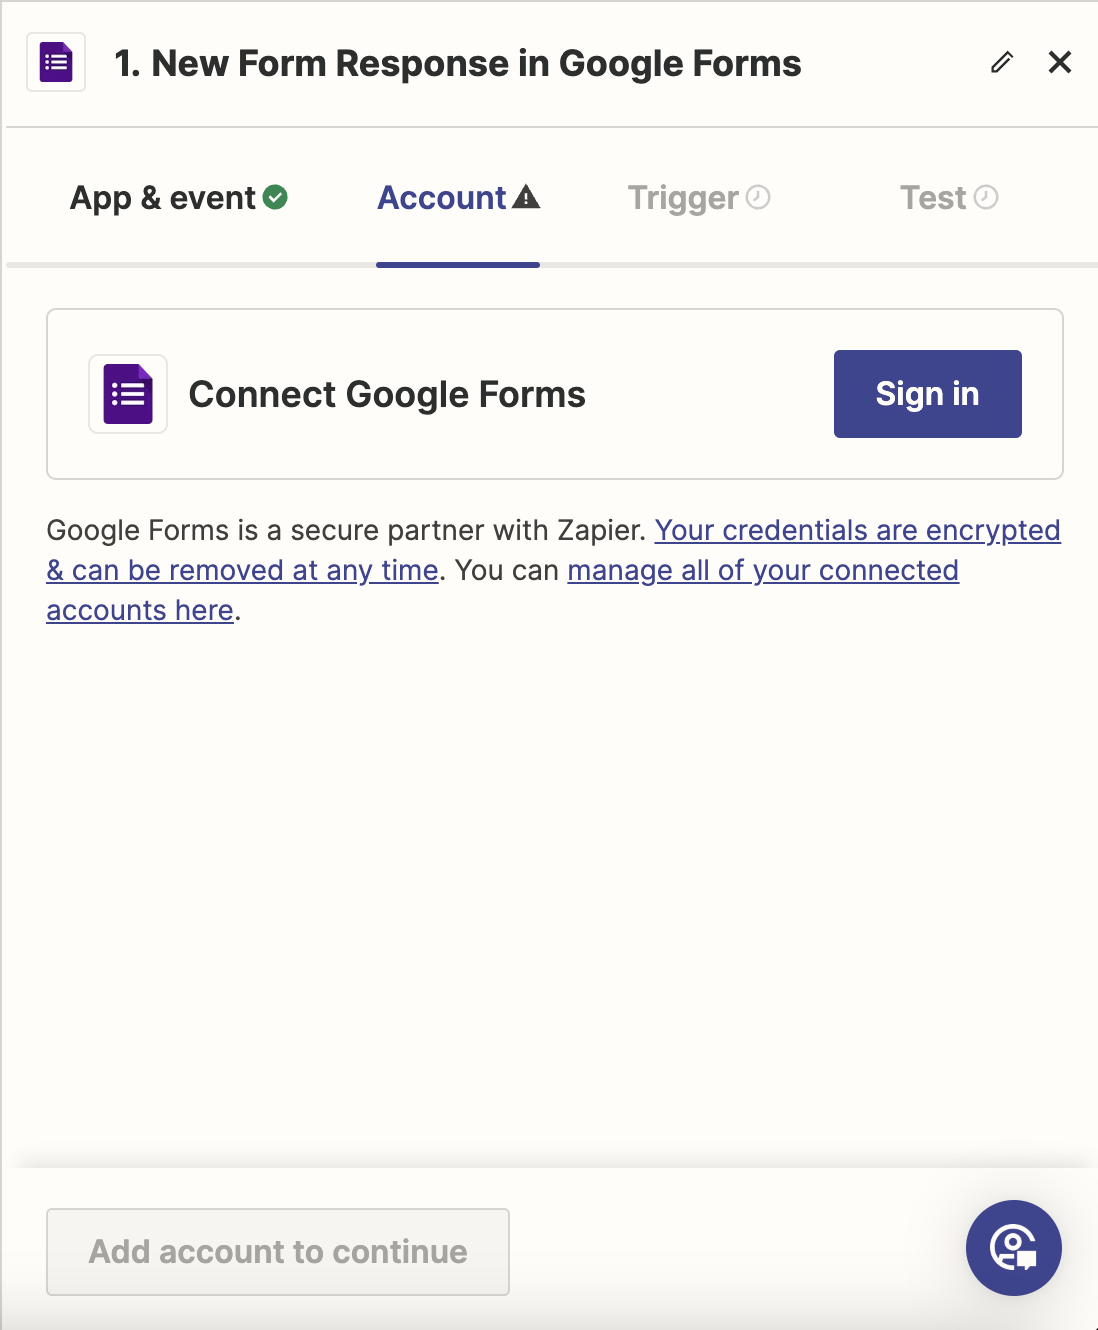 1. New Form Response in Google Forms
App & event
Account
Trigger
Test
Connect Google Forms
Sign in
Google Forms is a secure partner with Zapier. Your credentials are encrypted
& can be removed at any time. You can manage all of your connected
accounts here.
Add account to continue